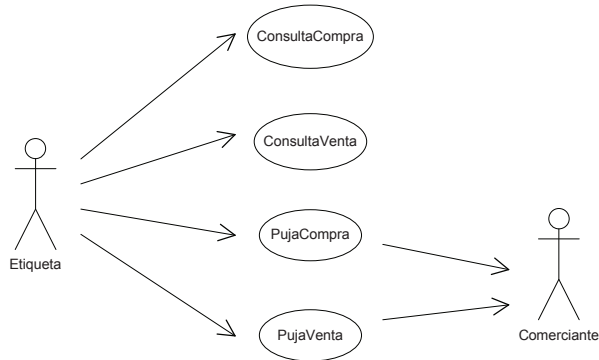 ConsultaCompra
ConsultaVenta
PujaCompra
Etiqueta
PujaVenta
Comerciante